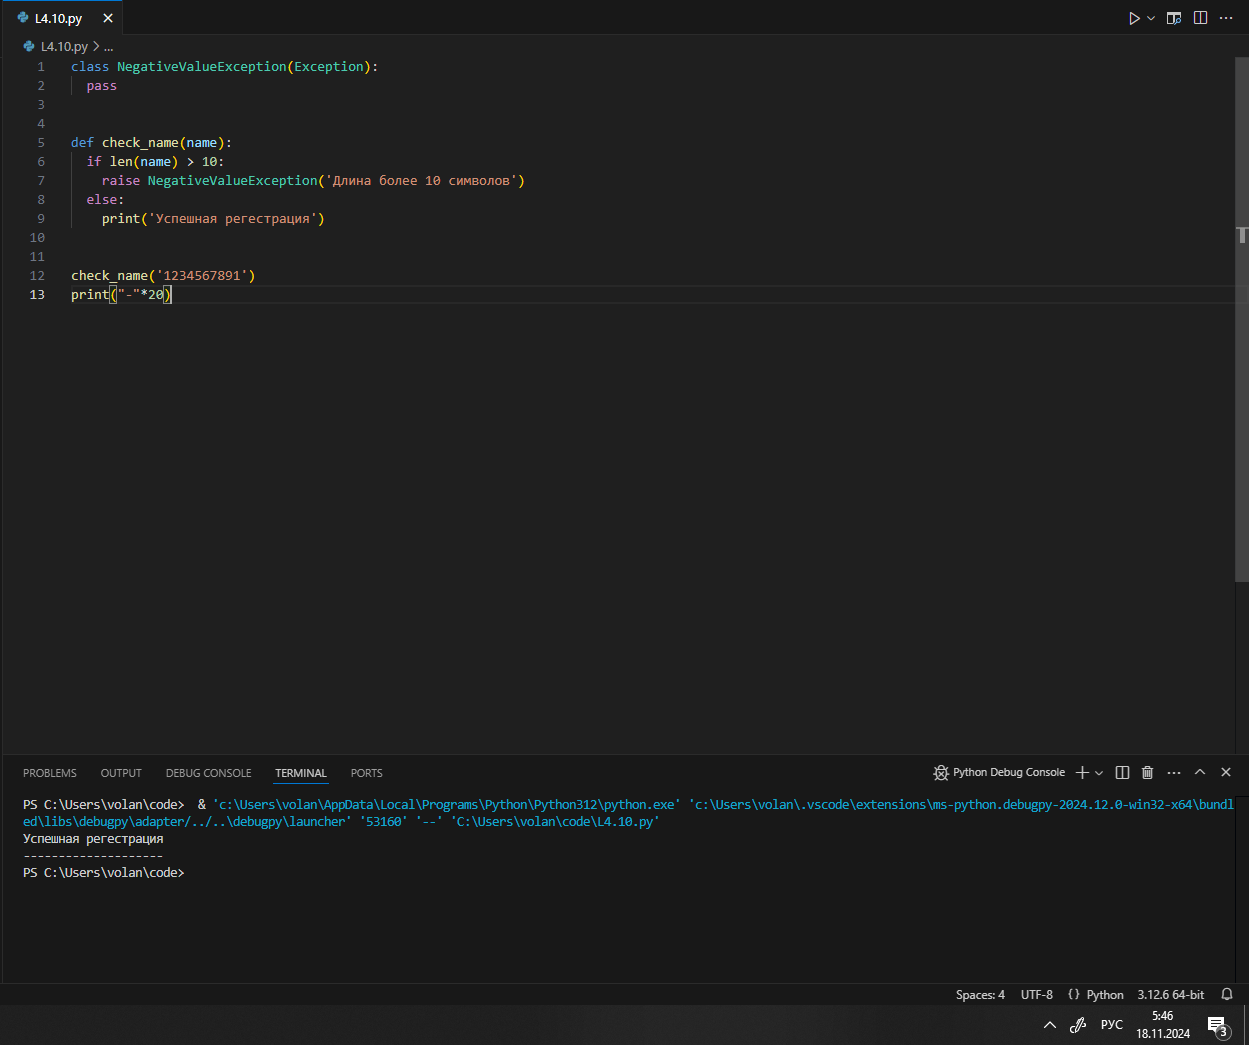 L4.10.py
L4.10.py > ...
1 class NegativeValueException(Exception):
2   pass
3
4
5 def check_name(name):
6   if len(name) > 10:
7     raise NegativeValueException('Длина более 10 символов')
8   else:
9     print('Успешная регестрация')
10
11
12 check_name('1234567891')
13 print("-"*20)
PROBLEMS OUTPUT DEBUG CONSOLE TERMINAL PORTS Python Debug Console
PS C:\Users\volan\code>  & 'c:\Users\volan\AppData\Local\Programs\Python\Python312\python.exe' 'c:\Users\volan\.vscode\extensions\ms-python.debugpy-2024.12.0-win32-x64\bundl
ed\libs\debugpy\adapter/../..\debugpy\launcher' '53160' '--' 'C:\Users\volan\code\L4.10.py'
Успешная регестрация
--------------------
PS C:\Users\volan\code>
Spaces: 4 UTF-8 {} Python 3.12.6 64-bit
РУС 5:46
18.11.2024 3